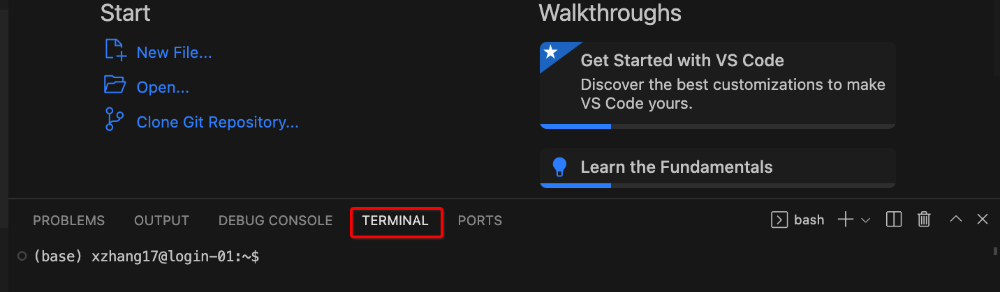 Start
New File...
Open...
Clone Git Repository...
Walkthroughs
Get Started with VS Code
Discover the best customizations to make
VS Code yours.
Learn the Fundamentals
PROBLEMS OUTPUT DEBUG CONSOLE TERMINAL PORTS bash
(base) xzhang17@login-01:~$